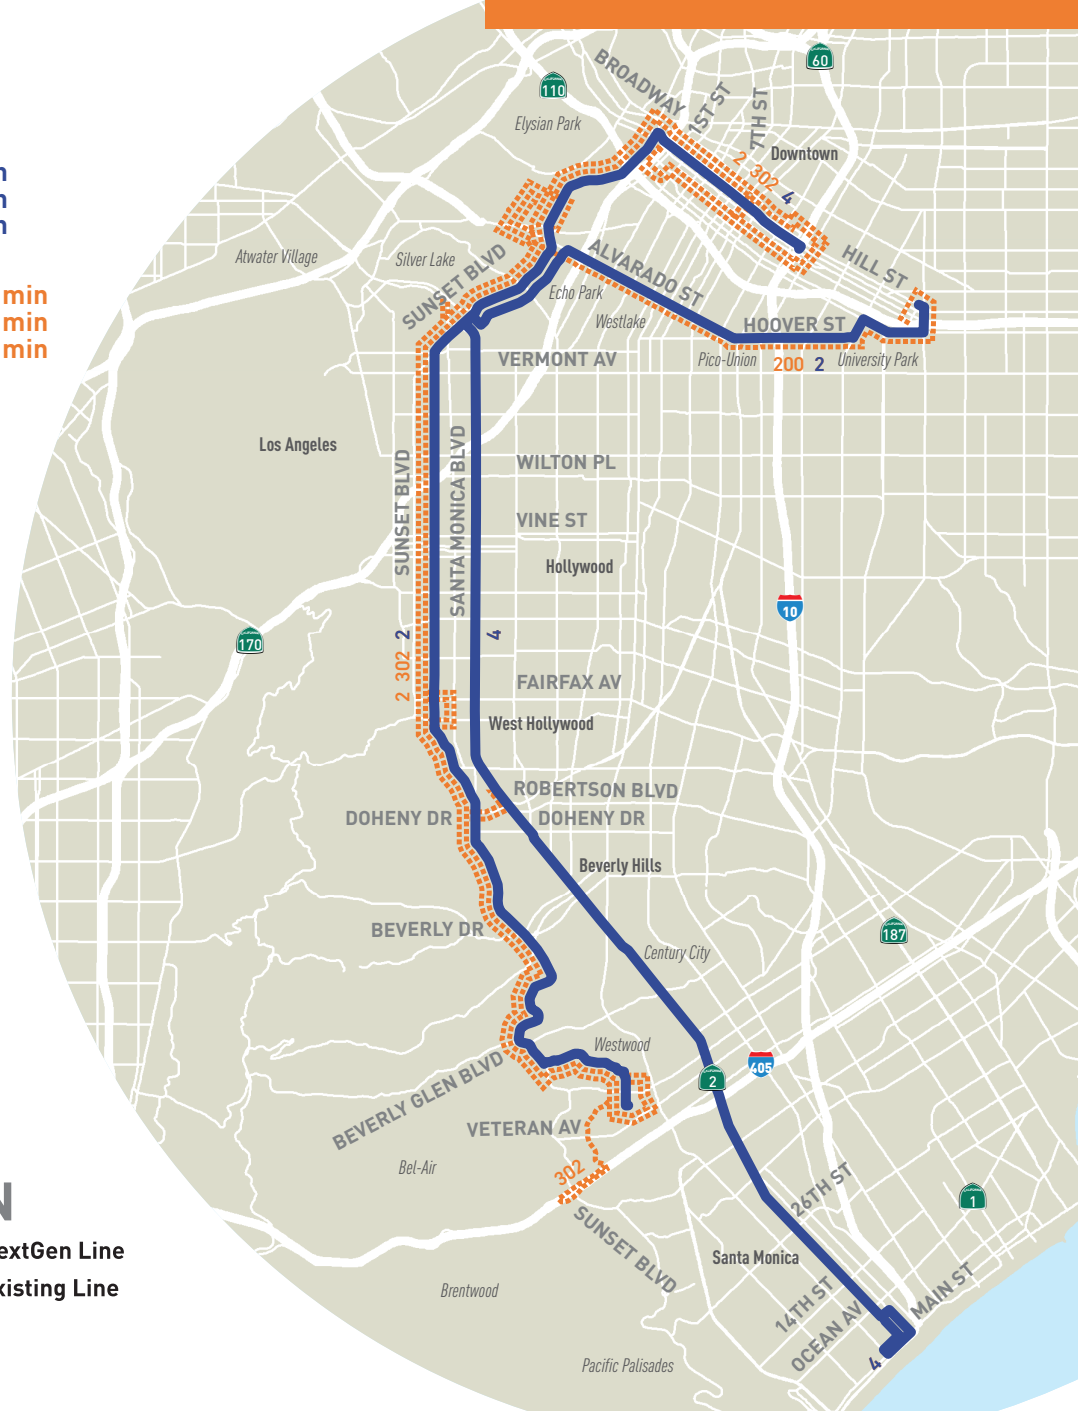 60
BROADWAY
110
1ST ST
7TH ST
Elysian Park
Downtown
2 302 4
n
n
n
Atwater Village
Silver Lake
SUNSET BLVD
ALVARADO ST
HILL ST
Echo Park
min
min
min
Westlake
HOOVER ST
VERMONT AV
Pico-Union
200 2
University Park
Los Angeles
SUNSET BLVD
SANTA MONICA BLVD
WILTON PL
VINE ST
Hollywood
10
170
2 302 2
4
FAIRFAX AV
West Hollywood
ROBERTSON BLVD
DOHENY DR
DOHENY DR
Beverly Hills
BEVERLY DR
187
Century City
Westwood
405
2
BEVERLY GLEN BLVD
VETERAN AV
Bel-Air
302
26TH ST
1
N
SUNSET BLVD
extGen Line
Santa Monica
xisting Line
Brentwood
14TH ST
MAIN ST
OCEAN AV
4
Pacific Palisades